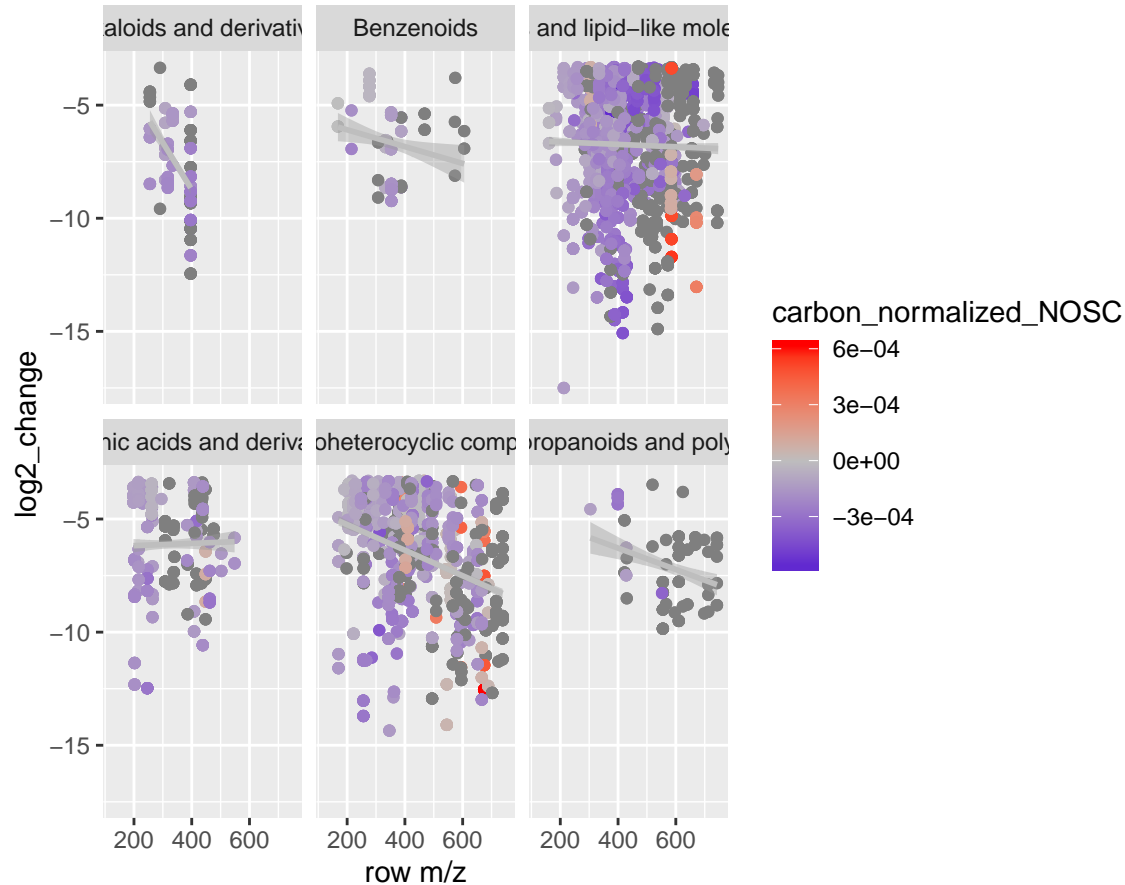 aloids and derivativ
Benzenoids
and lipid−like mole
−5
−10
−15
nic acids and deriva
oheterocyclic comp
propanoids and poly
−5
−10
−15
200 400 600
200 400 600
200 400 600
row m/z
log2_change
carbon_normalized_NOSC
6e−04
3e−04
0e+00
−3e−04